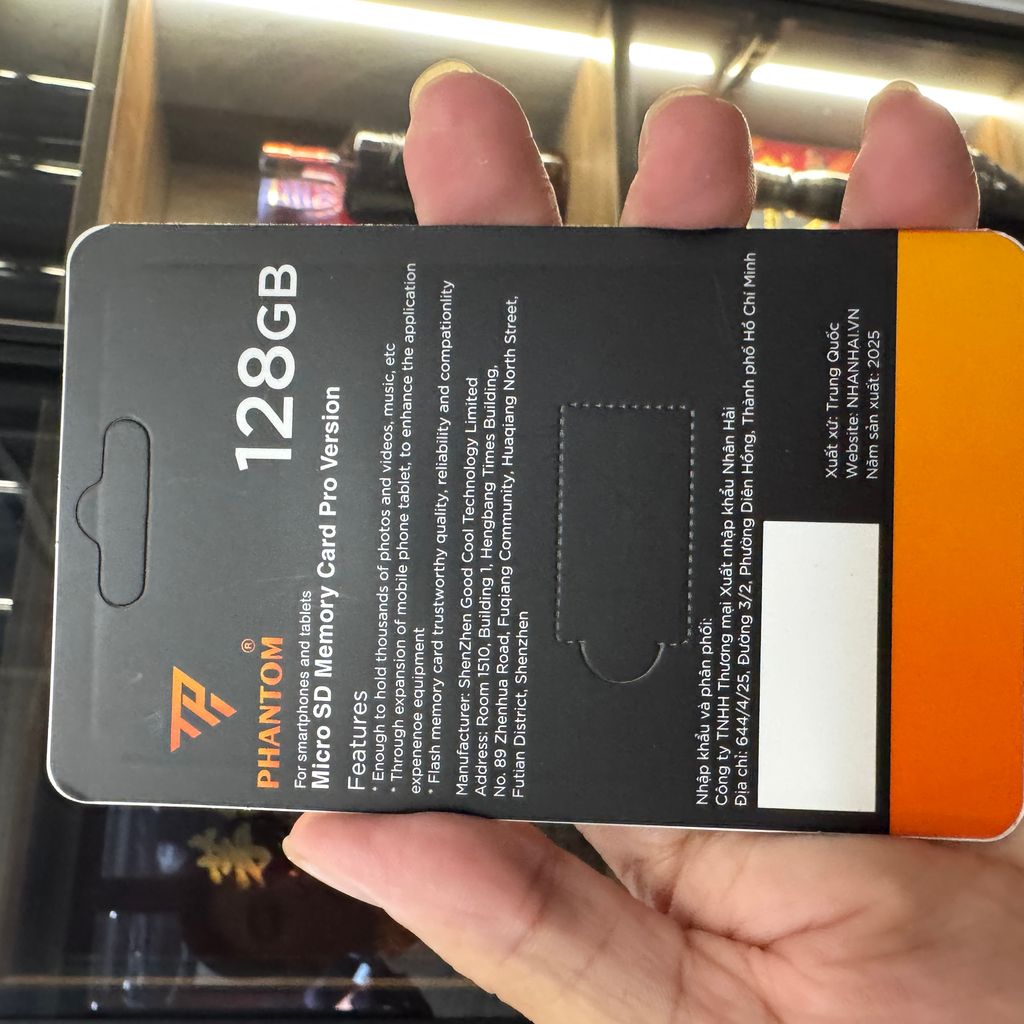 PHANTOM®
128GB
For smartphones and tablets
Micro SD Memory Card Pro Version
Features
* Enough to hold thousands of photos and videos, music, etc
* Through expansion of mobile phone tablet, to enhance the application
expenenoe equipment
* Flash memory card trustworthy quality, reliability and compationlity
Manufacturer: ShenZhen Good Cool Technology Limited
Address: Room 1510, Building 1, Hengbang Times Building,
No. 89 Zhenhua Road, Fuqiang Community, Huaqiang North Street,
Futian District, Shenzhen
Nhập khẩu và phân phối:
Công ty TNHH Thương mại Xuất nhập khẩu Nhân Hải
Địa chỉ: 644/4/25, Đường 3/2, Phường Diên Hồng, Thành phố Hồ Chí Minh
Xuất xứ: Trung Quốc
Website: NHANHAI.VN
Năm sản xuất: 2025